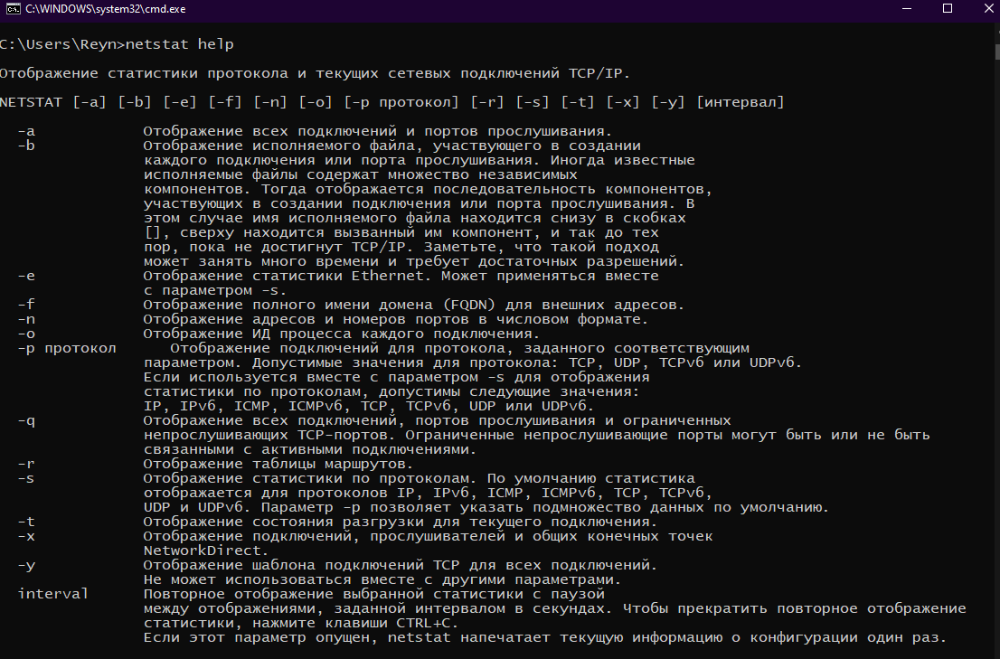 C:\WINDOWS\system32\cmd.exe
C:\Users\Reyn>netstat help
Отображение статистики протокола и текущих сетевых подключений TCP/IP.
NETSTAT [-a] [-b] [-e] [-f] [-n] [-o] [-p протокол] [-r] [-s] [-t] [-x] [-y] [интервал]
-a Отображение всех подключений и портов прослушивания.
-b Отображение исполняемого файла, участвующего в создании
каждого подключения или порта прослушивания. Иногда известные
исполняемые файлы содержат множество независимых
компонентов. Тогда отображается последовательность компонентов,
участвующих в создании подключения или порта прослушивания. В
этом случае имя исполняемого файла находится снизу в скобках
[], сверху находится вызванный им компонент, и так до тех
пор, пока не достигнут TCP/IP. Заметьте, что такой подход
может занять много времени и требует достаточных разрешений.
-e Отображение статистики Ethernet. Может применяться вместе
с параметром -s.
-f Отображение полного имени домена (FQDN) для внешних адресов.
-n Отображение адресов и номеров портов в числовом формате.
-o Отображение ИД процесса каждого подключения.
-p протокол Отображение подключений для протокола, заданного соответствующим
параметром. Допустимые значения для протокола: TCP, UDP, TCPv6 или UDPv6.
Если используется вместе с параметром -s для отображения
статистики по протоколам, допустимы следующие значения:
IP, IPv6, ICMP, ICMPv6, TCP, TCPv6, UDP или UDPv6.
-q Отображение всех подключений, портов прослушивания и ограниченных
непрослушивающих TCP-портов. Ограниченные непрослушивающие порты могут быть или не быть
связанными с активными подключениями.
-r Отображение таблицы маршрутов.
-s Отображение статистики по протоколам. По умолчанию статистика
отображается для протоколов IP, IPv6, ICMP, ICMPv6, TCP, TCPv6,
UDP и UDPv6. Параметр -p позволяет указать подмножество данных по умолчанию.
-t Отображение состояния разгрузки для текущего подключения.
-x Отображение подключений, прослушивателей и общих конечных точек
NetworkDirect.
-y Отображение шаблона подключений TCP для всех подключений.
Не может использоваться вместе с другими параметрами.
interval Повторное отображение выбранной статистики с паузой
между отображениями, заданной интервалом в секундах. Чтобы прекратить повторное отображение
статистики, нажмите клавиши CTRL+C.
Если этот параметр опущен, netstat напечатает текущую информацию о конфигурации один раз.